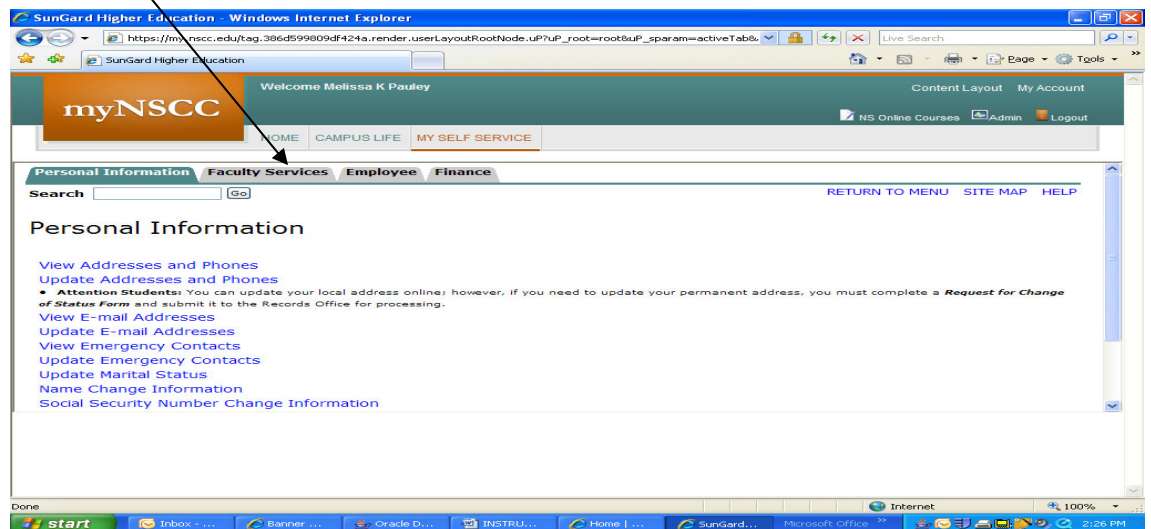 SunGard Higher Education - Windows Internet Explorer
https://my.nscc.edu/tag.386d599809df424a.render.userLayoutRootNode.uP?uP_root=root&uP_sparam=activeTab&
Live Search
SunGard Higher Education
Page Tools
Welcome Melissa K Pauley
Content Layout My Account
myNSCC
NS Online Courses Admin Logout
HOME CAMPUS LIFE MY SELF SERVICE
Personal Information Faculty Services Employee Finance
Search Go RETURN TO MENU SITE MAP HELP
Personal Information
View Addresses and Phones
Update Addresses and Phones
• Attention Students: You can update your local address online; however, if you need to update your permanent address, you must complete a Request for Change
of Status Form and submit it to the Records Office for processing.
View E-mail Addresses
Update E-mail Addresses
View Emergency Contacts
Update Emergency Contacts
Update Marital Status
Name Change Information
Social Security Number Change Information
Done Internet 100%
start Inbox - ... Banner ... Oracle D... INSTRU... Home | ... SunGard... Microsoft Office » 2:26 PM